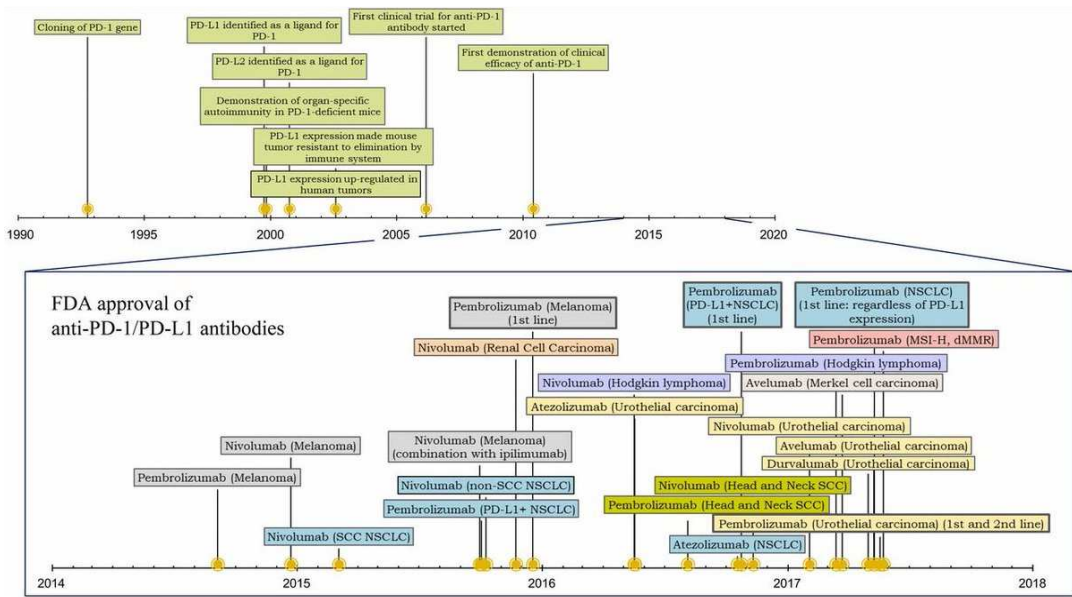 Cloning of PD-1 gene
PD-L1 identified as a ligand for
PD-1
First clinical trial for anti-PD-1
antibody started
PD-L2 identified as a ligand for
PD-1
First demonstration of clinical
efficacy of anti-PD-1
Demonstration of organ-specific
autoimmunity in PD-1-deficient mice
PD-L1 expression made mouse
tumor resistant to elimination by
immune system
PD-L1 expression up-regulated in
human tumors
1990
1995
2000
2005
2010
2015
2020
FDA approval of
anti-PD-1/PD-L1 antibodies
Pembrolizumab (Melanoma)
(1st line)
Pembrolizumab
(PD-L1+NSCLC)
(1st line)
Pembrolizumab (NSCLC)
(1st line: regardless of PD-L1
expression)
Nivolumab (Renal Cell Carcinoma)
Pembrolizumab (MSI-H, dMMR)
Pembrolizumab (Hodgkin lymphoma)
Nivolumab (Hodgkin lymphoma)
Avelumab (Merkel cell carcinoma)
Atezolizumab (Urothelial carcinoma)
Nivolumab (Urothelial carcinoma)
Nivolumab (Melanoma)
Nivolumab (Melanoma)
(combination with ipilimumab)
Avelumab (Urothelial carcinoma)
Durvalumab (Urothelial carcinoma)
Pembrolizumab (Melanoma)
Nivolumab (non-SCC NSCLC)
Nivolumab (Head and Neck SCC)
Pembrolizumab (PD-L1+ NSCLC)
Pembrolizumab (Head and Neck SCC)
Pembrolizumab (Urothelial carcinoma) (1st and 2nd line)
Nivolumab (SCC NSCLC)
Atezolizumab (NSCLC)
2014
2015
2016
2017
2018